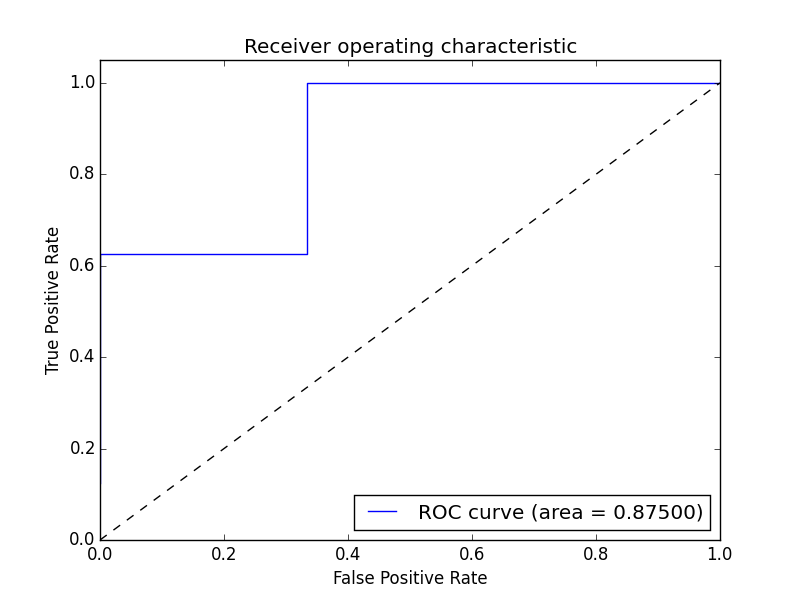 Receiver operating characteristic
1.0
0.8
0.6
0.4
0.2
0.0
True Positive Rate
ROC curve (area = 0.87500)
0.0 0.2 0.4 0.6 0.8 1.0
False Positive Rate